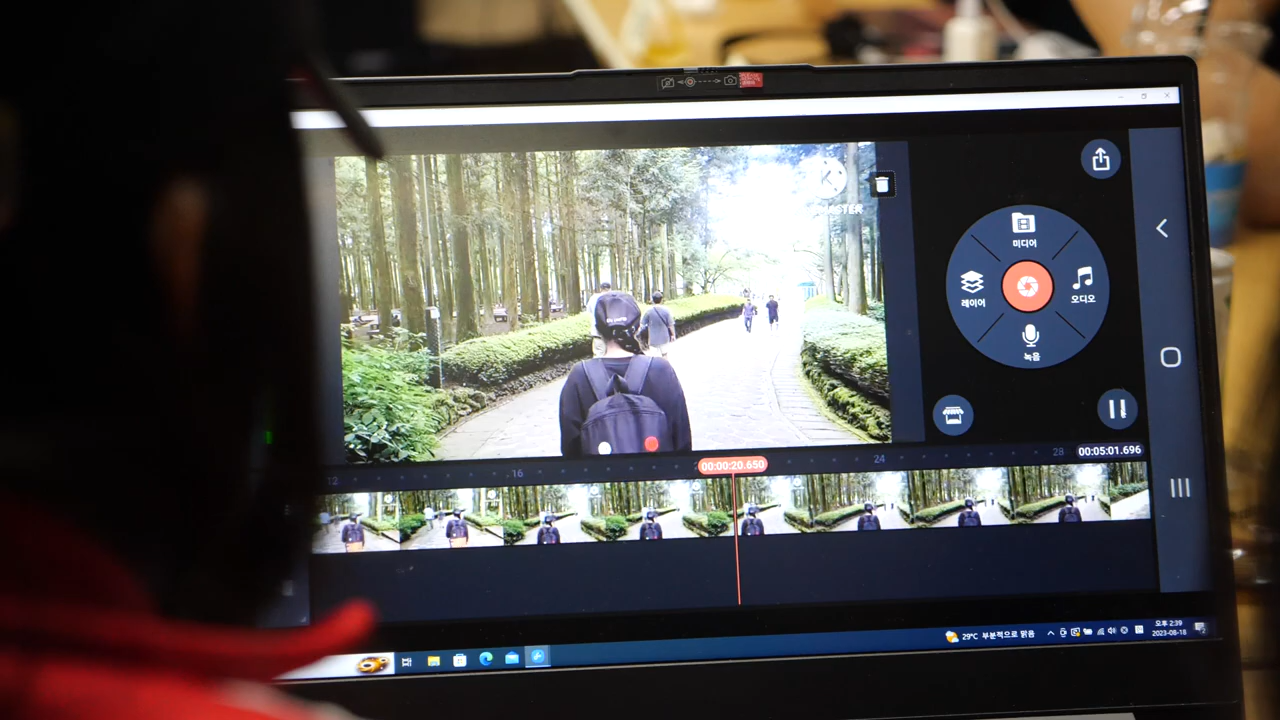 미디어
레이어
오디오
녹음
12
16
00:00:20.650
24
28
00:05:01.696
29°C 부분적으로 맑음
오후 2:39
2023-08-18